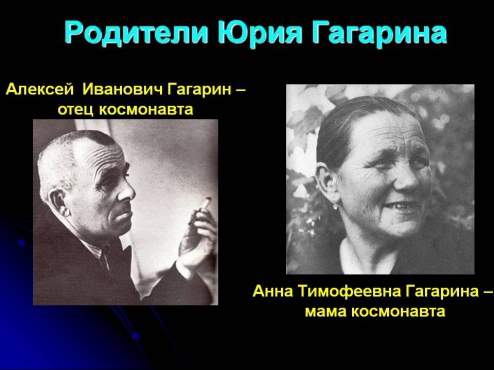 Родители Юрия Гагарина
Алексей Иванович Гагарин –
отец космонавта
Анна Тимофеевна Гагарина –
мама космонавта